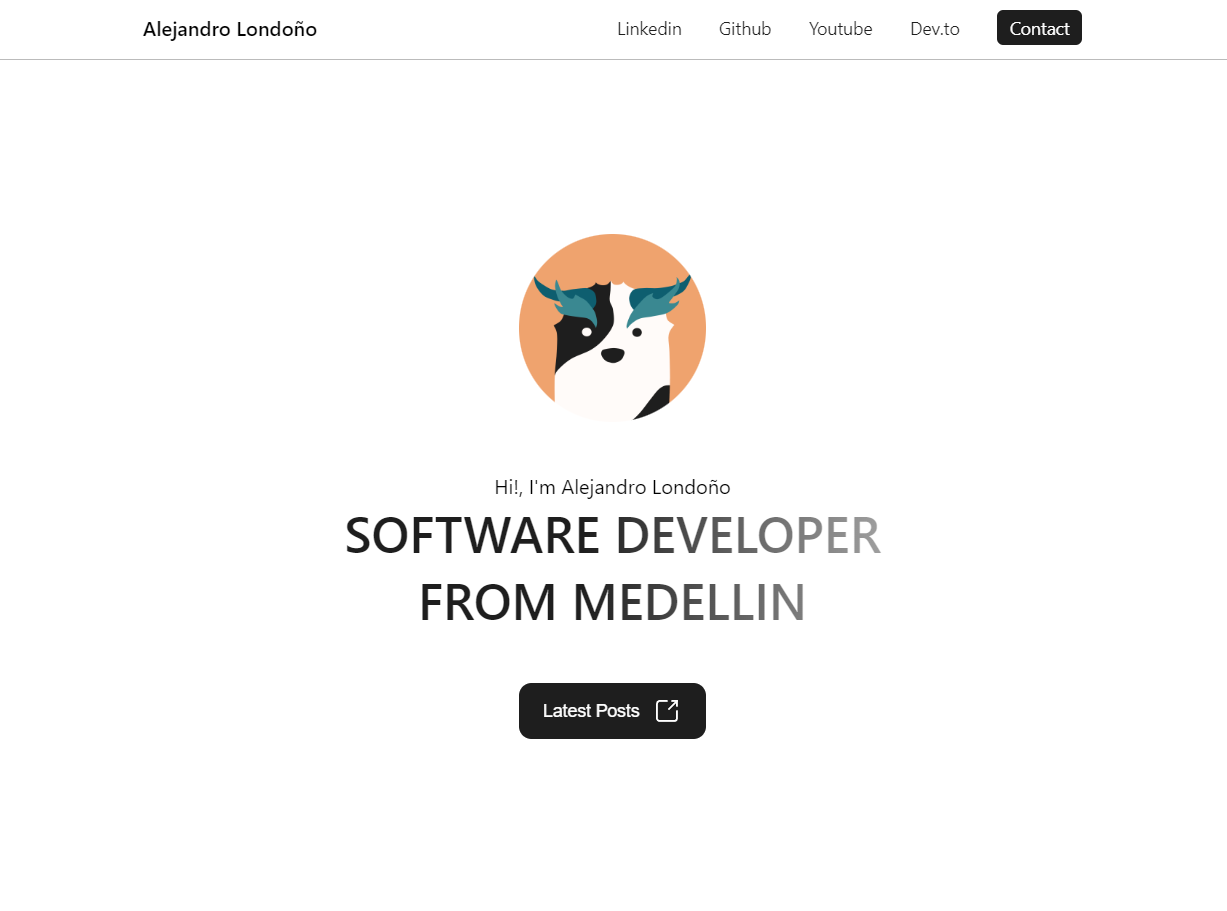 Alejandro Londoño
Linkedin Github Youtube Dev.to Contact
Hi!, I'm Alejandro Londoño
SOFTWARE DEVELOPER
FROM MEDELLIN
Latest Posts